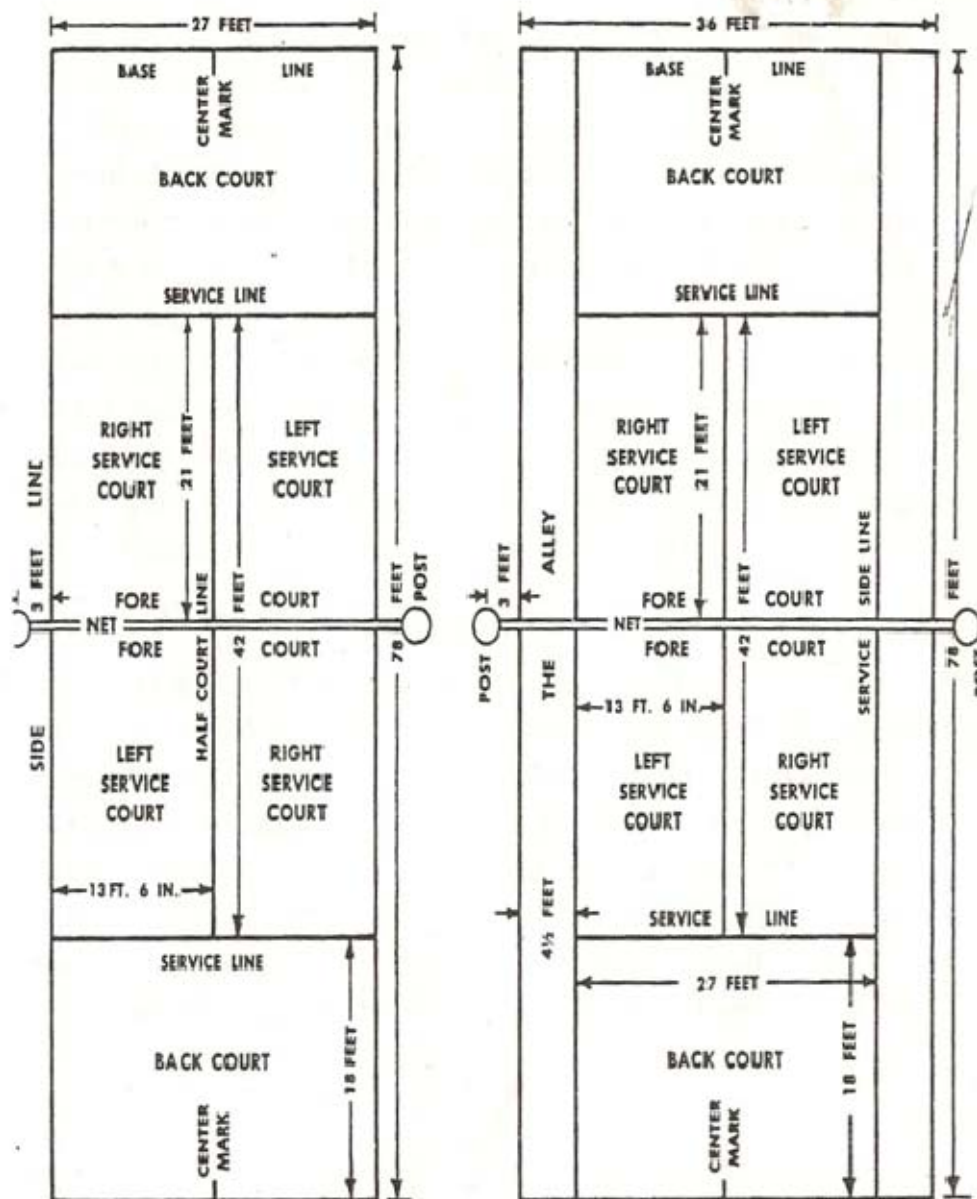 27 FEET
BASE LINE
CENTER
MARK
BACK COURT
SERVICE LINE
RIGHT
SERVICE
COURT
21 FEET
LEFT
SERVICE
COURT
SIDE LINE
3 FEET
FORE COURT
NET
POST
FORE COURT
HALF COURT LINE
42 FEET
78 FEET
LEFT
SERVICE
COURT
RIGHT
SERVICE
COURT
13 FT. 6 IN.
SERVICE LINE
18 FEET
BACK COURT
CENTER
MARK
36 FEET
BASE LINE
CENTER
MARK
BACK COURT
SERVICE LINE
RIGHT
SERVICE
COURT
21 FEET
LEFT
SERVICE
COURT
THE ALLEY
3 FEET
SERVICE SIDE LINE
FORE COURT
NET
POST
FORE COURT
42 FEET
78 FEET
13 FT. 6 IN.
LEFT
SERVICE
COURT
RIGHT
SERVICE
COURT
4½ FEET
SERVICE LINE
27 FEET
18 FEET
BACK COURT
CENTER
MARK